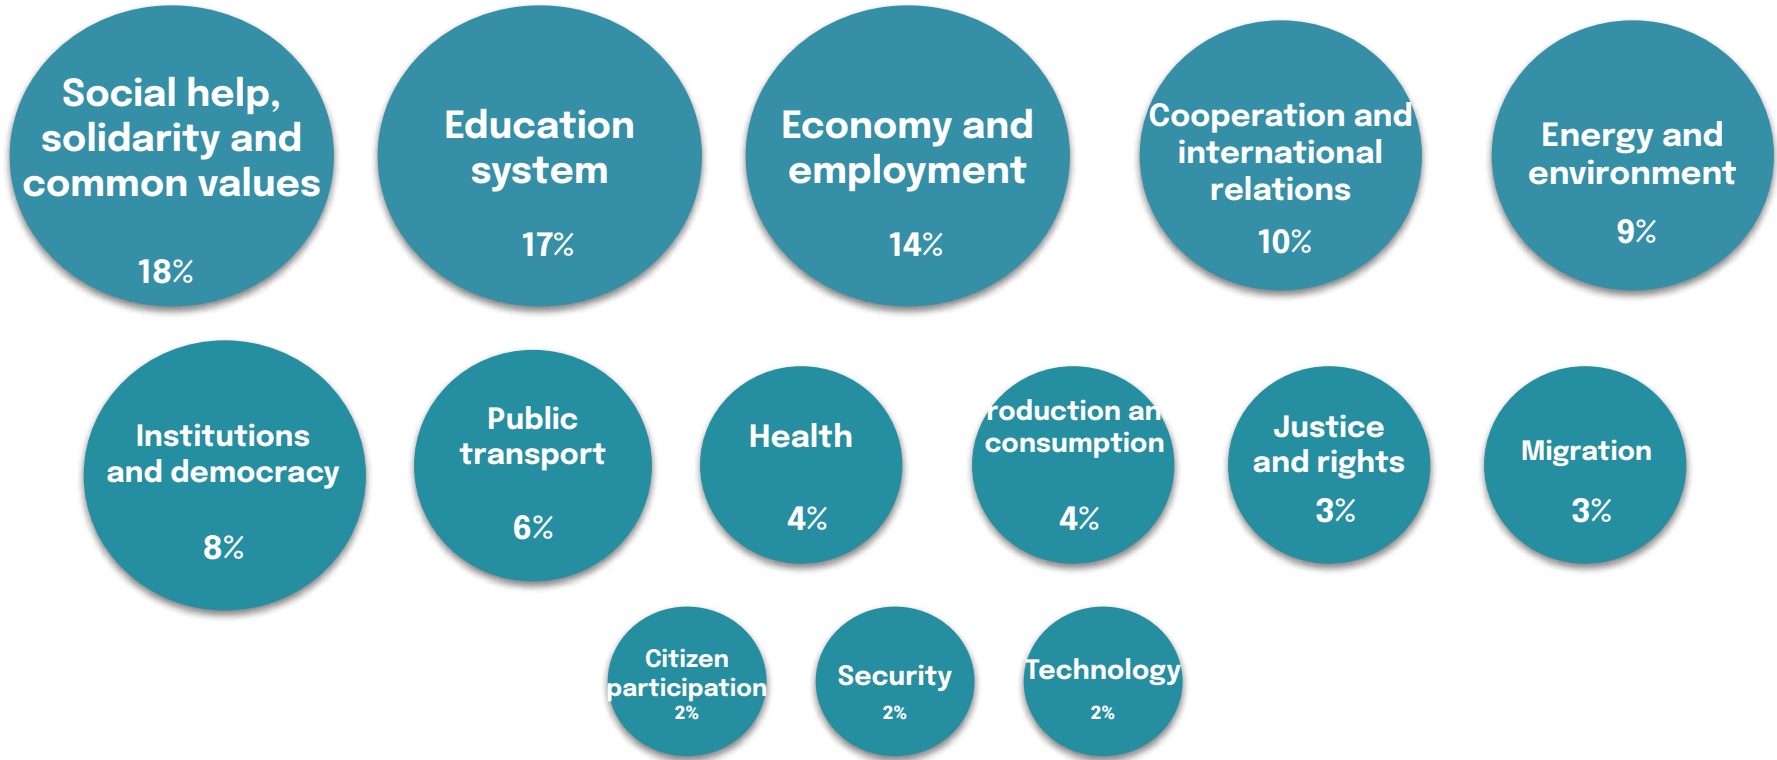 Social help,
solidarity and
common values
18%
Education
system
17%
Economy and
employment
14%
Cooperation and
international
relations
10%
Energy and
environment
9%
Institutions
and democracy
8%
Public
transport
6%
Health
4%
roduction an
consumption
4%
Justice
and rights
3%
Migration
3%
Citizen
participation
2%
Security
2%
Technology
2%